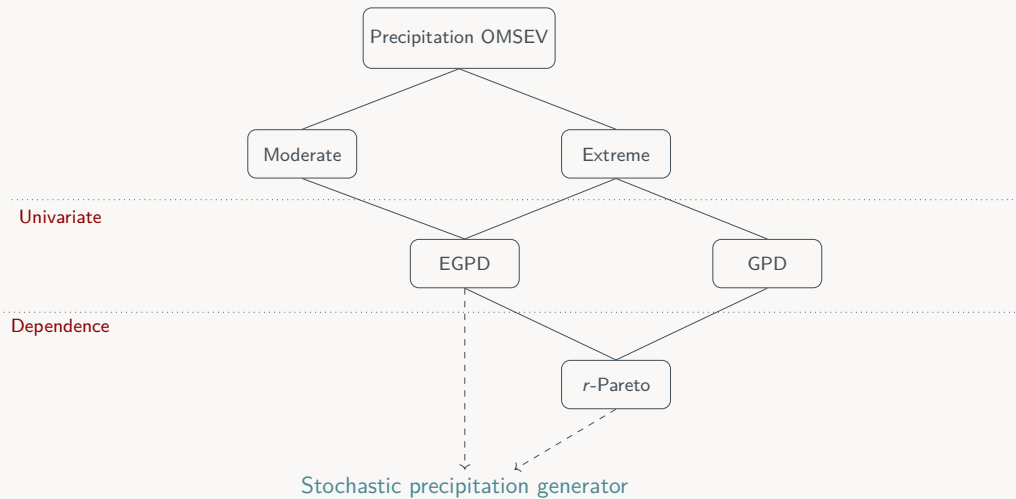 Precipitation OMSEV
Moderate
Extreme
Univariate
EGPD
GPD
Dependence
r-Pareto
Stochastic precipitation generator